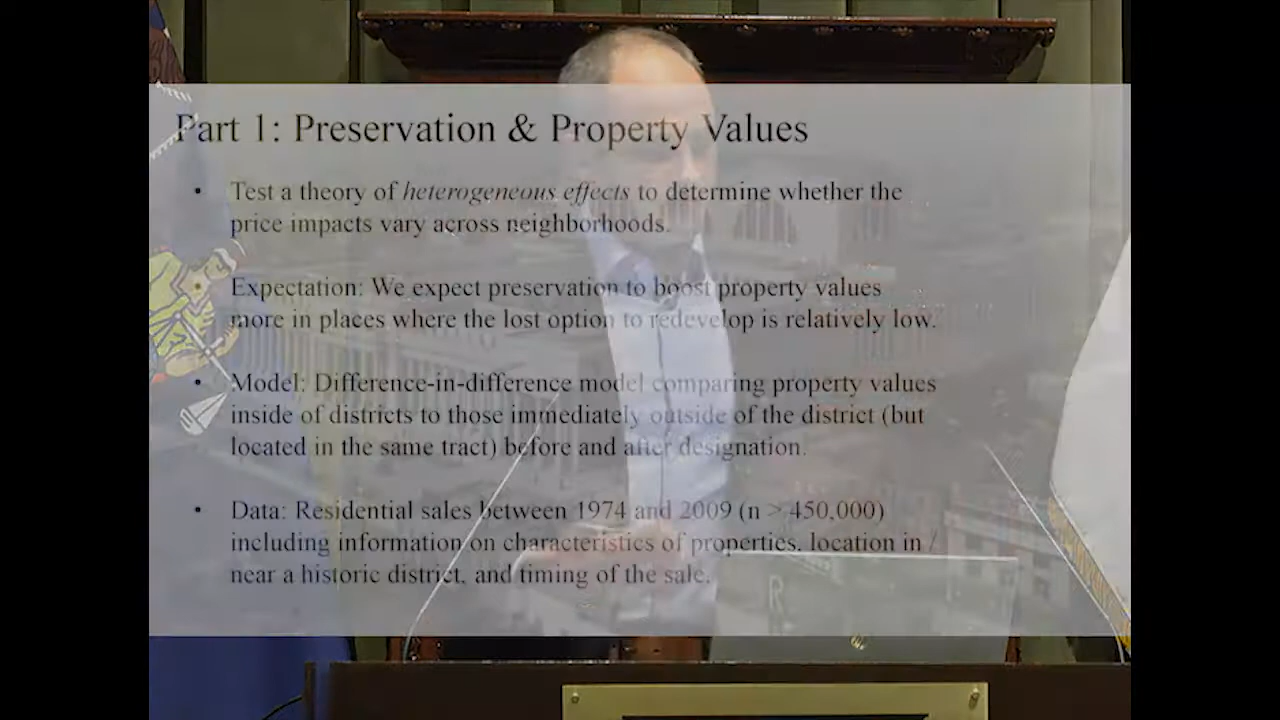 Part 1: Preservation & Property Values
• Test a theory of heterogeneous effects to determine whether the
price impacts vary across neighborhoods.
• Expectation: We expect preservation to boost property values
more in places where the lost option to redevelop is relatively low.
• Model: Difference-in-difference model comparing property values
inside of districts to those immediately outside of the district (but
located in the same tract) before and after designation.
• Data: Residential sales between 1974 and 2009 (n > 450,000)
including information on characteristics of properties, location in /
near a historic district, and timing of the sale.
R